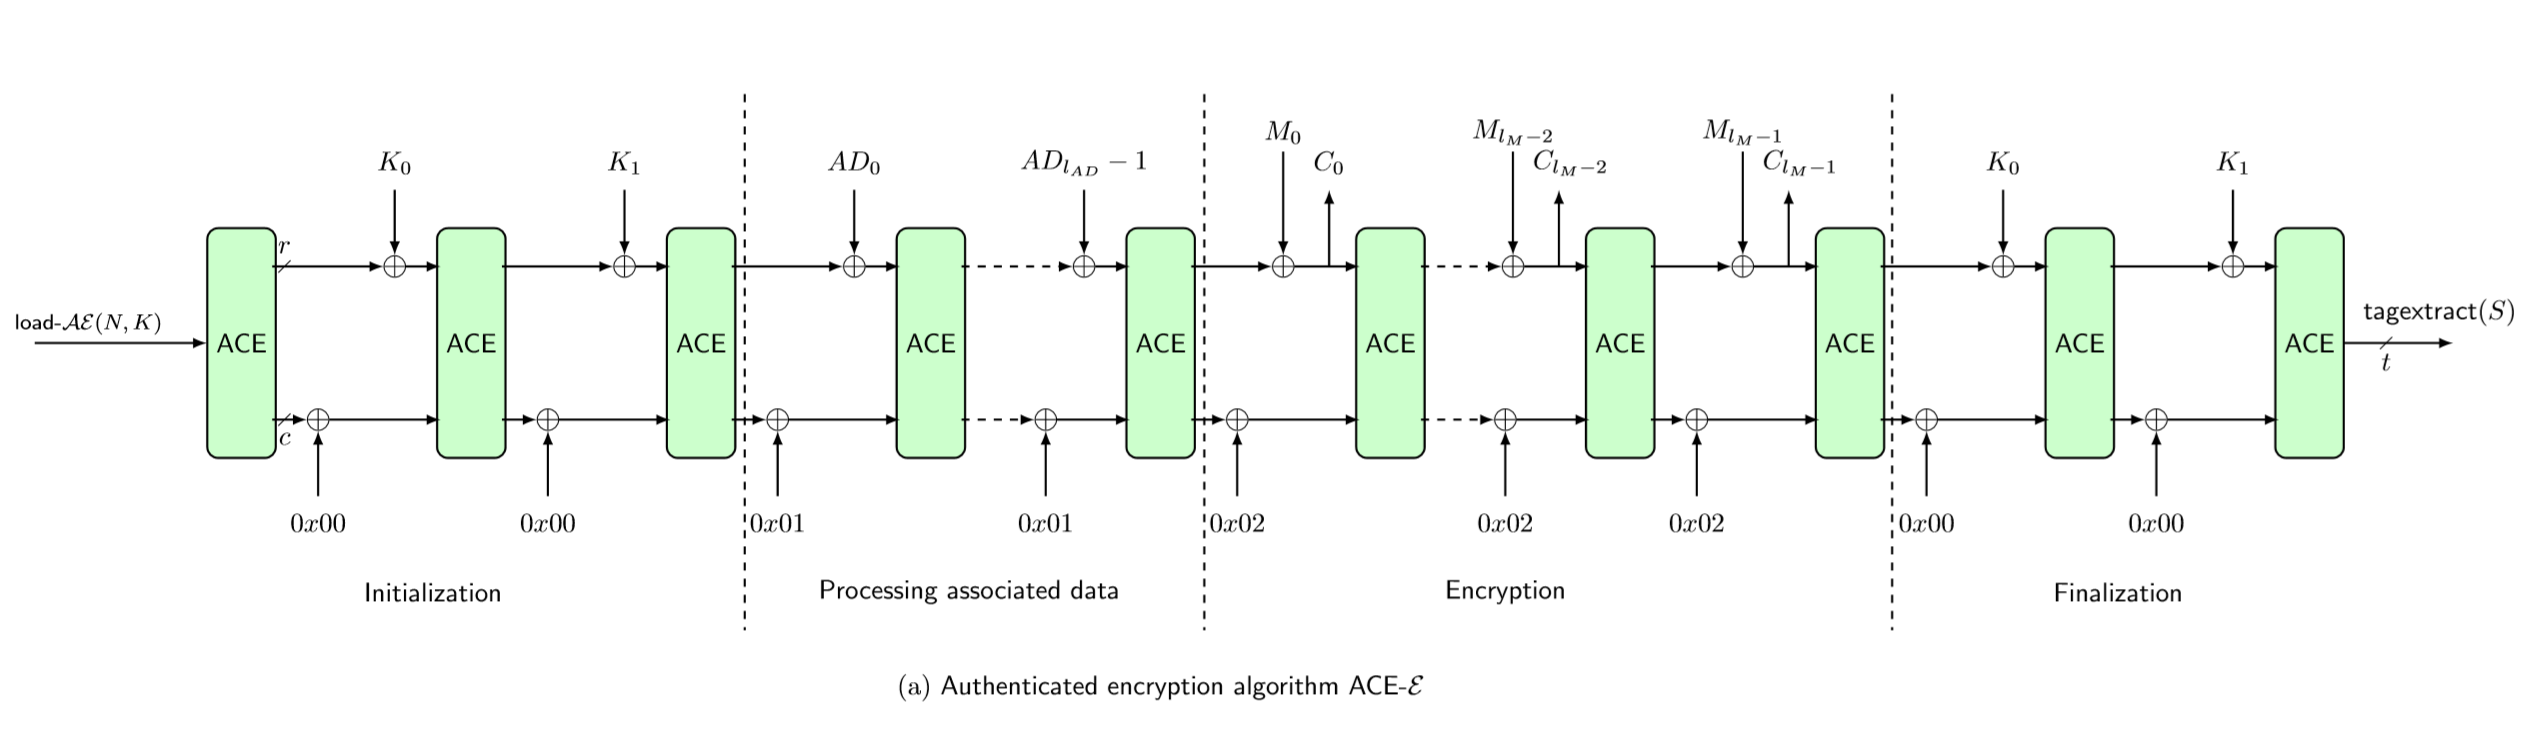 M₀
M_{l_M−2}
M_{l_M−1}
K₀
K₁
AD₀
AD_{l_{AD}} − 1
C₀
C_{l_M−2}
C_{l_M−1}
K₀
K₁
r
load-𝒜ℰ(N, K)
ACE
ACE
ACE
ACE
ACE
ACE
ACE
ACE
ACE
ACE
tagextract(S)
t
c
0x00
0x00
0x01
0x01
0x02
0x02
0x02
0x00
0x00
Initialization
Processing associated data
Encryption
Finalization
(a) Authenticated encryption algorithm ACE-ℰ